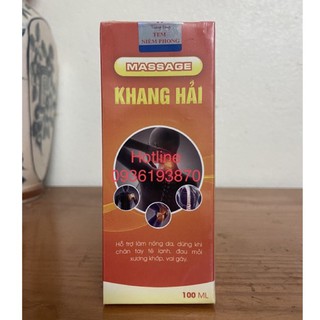 TEM
NIÊM PHONG
MASSAGE
KHANG HẢI
Hotline
0936193870
Hỗ trợ làm nóng da, dùng khi
chân tay tê lạnh, đau mỏi
xương khớp, vai gáy.
100 ML